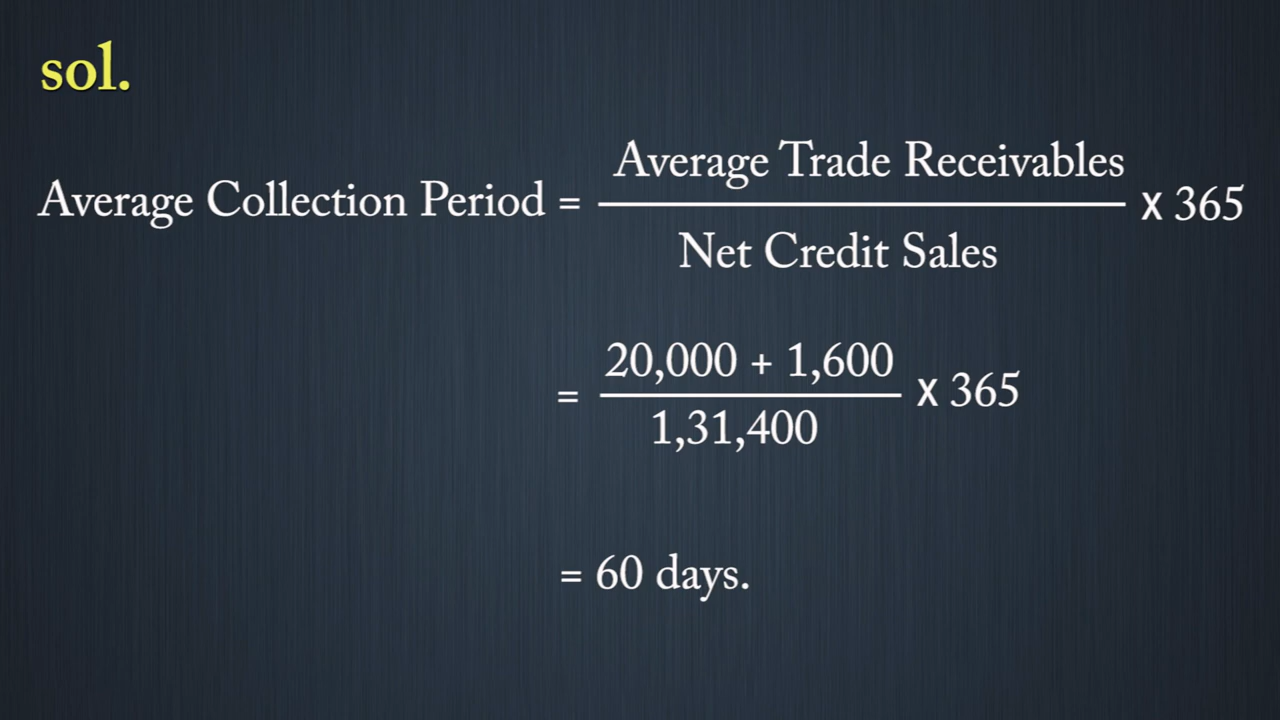 sol.
Average Trade Receivables
Average Collection Period = x 365
Net Credit Sales
20,000 + 1,600
= x 365
1,31,400
= 60 days.